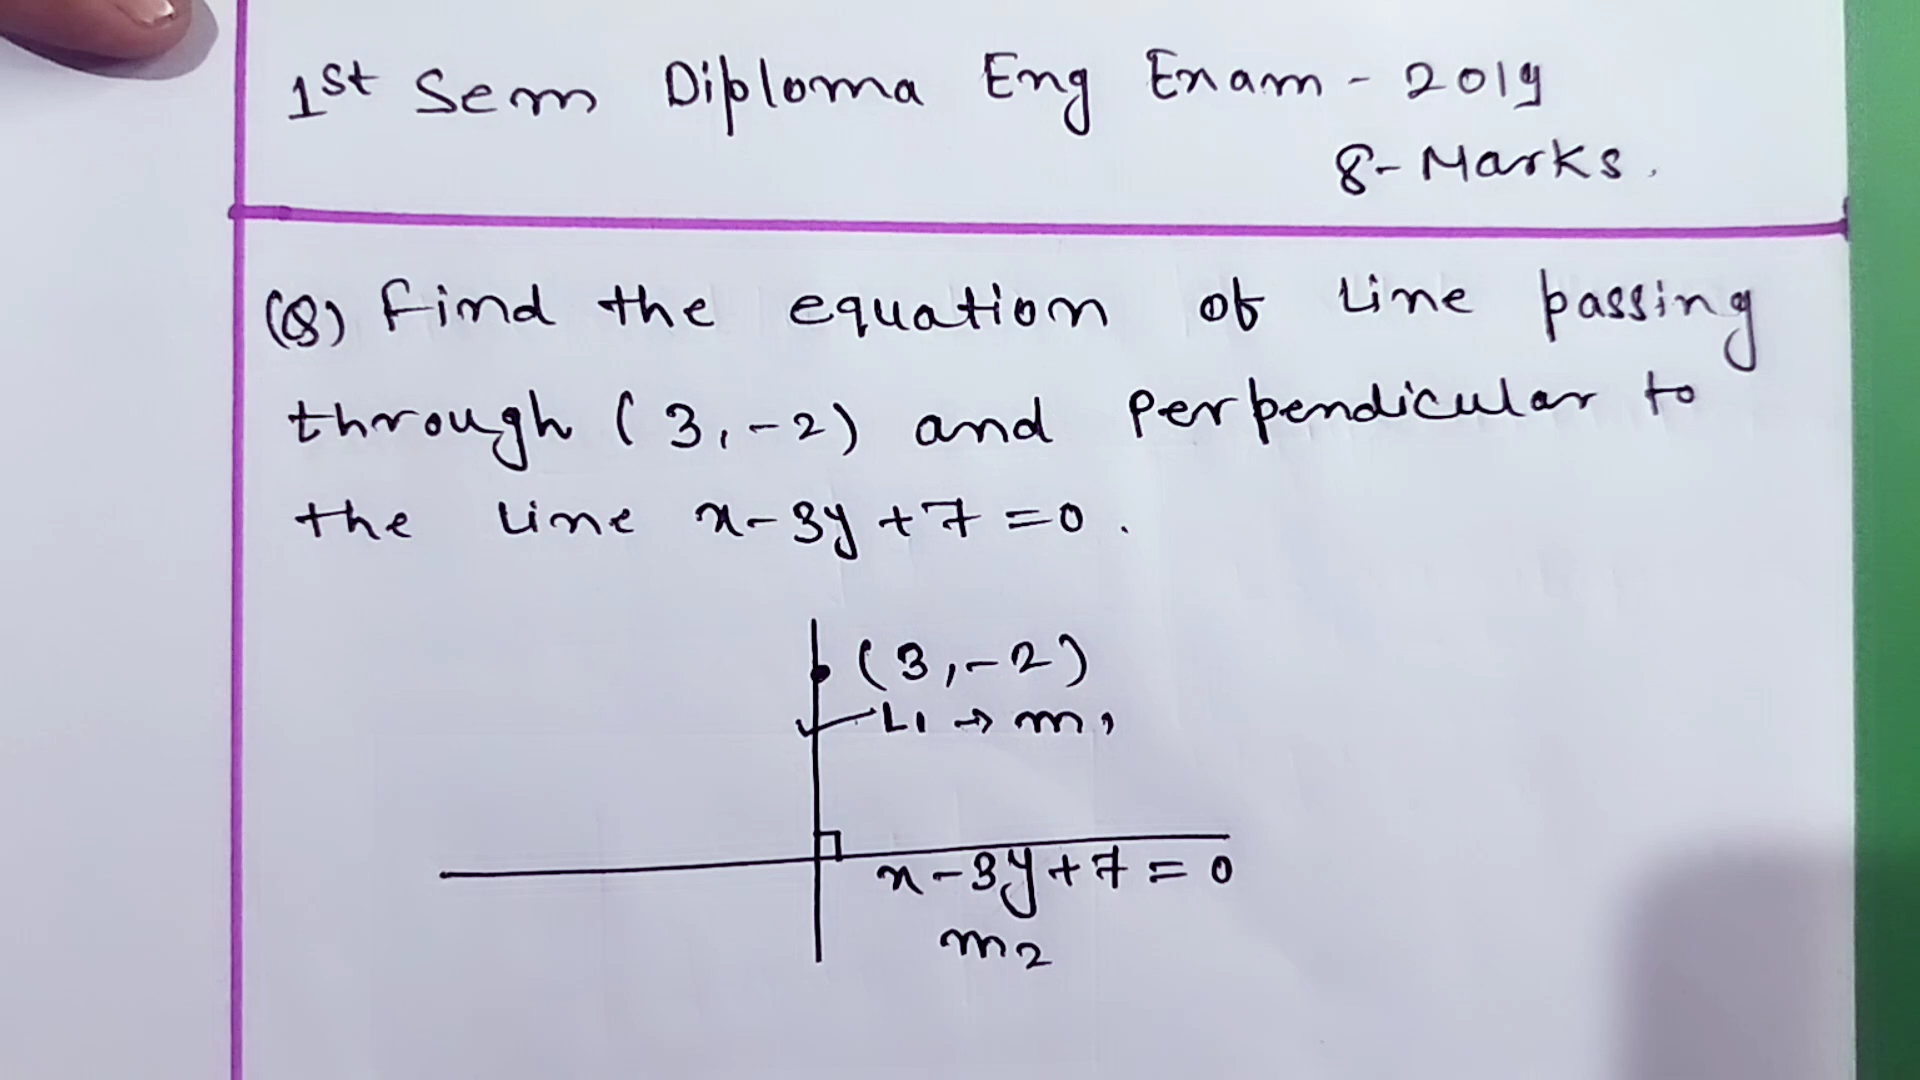 1st Sem Diploma Eng Exam - 2019
8-Marks.
(Q) Find the equation of Line passing
through (3,-2) and Perpendicular to
the Line x-3y+7=0.
(3,-2)
L1 → m1
x-3y+7=0
m2